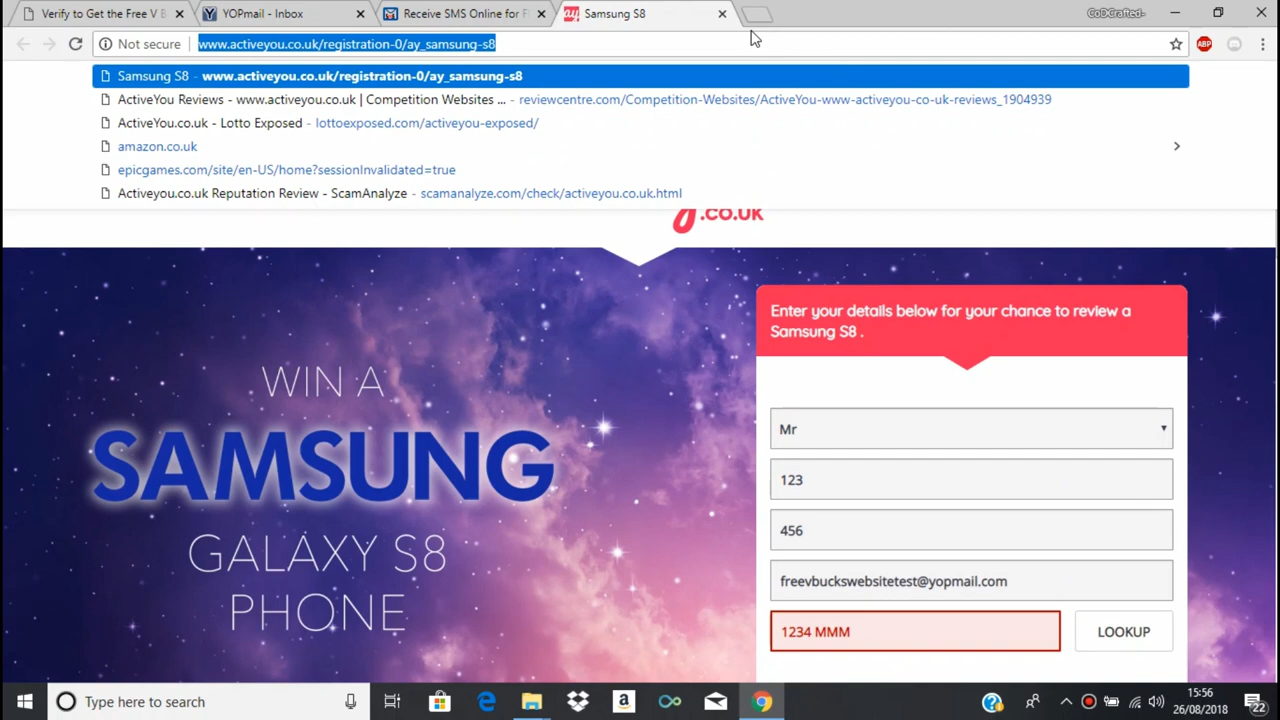 Verify to Get the Free V B
YOPmail - Inbox
Receive SMS Online for F
Samsung S8
CoDCrafted-
Not secure
www.activeyou.co.uk/registration-0/ay_samsung-s8
Samsung S8 - www.activeyou.co.uk/registration-0/ay_samsung-s8
ActiveYou Reviews - www.activeyou.co.uk | Competition Websites ... - reviewcentre.com/Competition-Websites/ActiveYou-www-activeyou-co-uk-reviews_1904939
ActiveYou.co.uk - Lotto Exposed - lottoexposed.com/activeyou-exposed/
amazon.co.uk
epicgames.com/site/en-US/home?sessionInvalidated=true
Activeyou.co.uk Reputation Review - ScamAnalyze - scamanalyze.com/check/activeyou.co.uk.html
.co.uk
Enter your details below for your chance to review a
Samsung S8 .
WIN A
SAMSUNG
GALAXY S8
PHONE
Mr
123
456
freevbuckswebsitetest@yopmail.com
1234 MMM
LOOKUP
Type here to search
15:56
26/08/2018
22